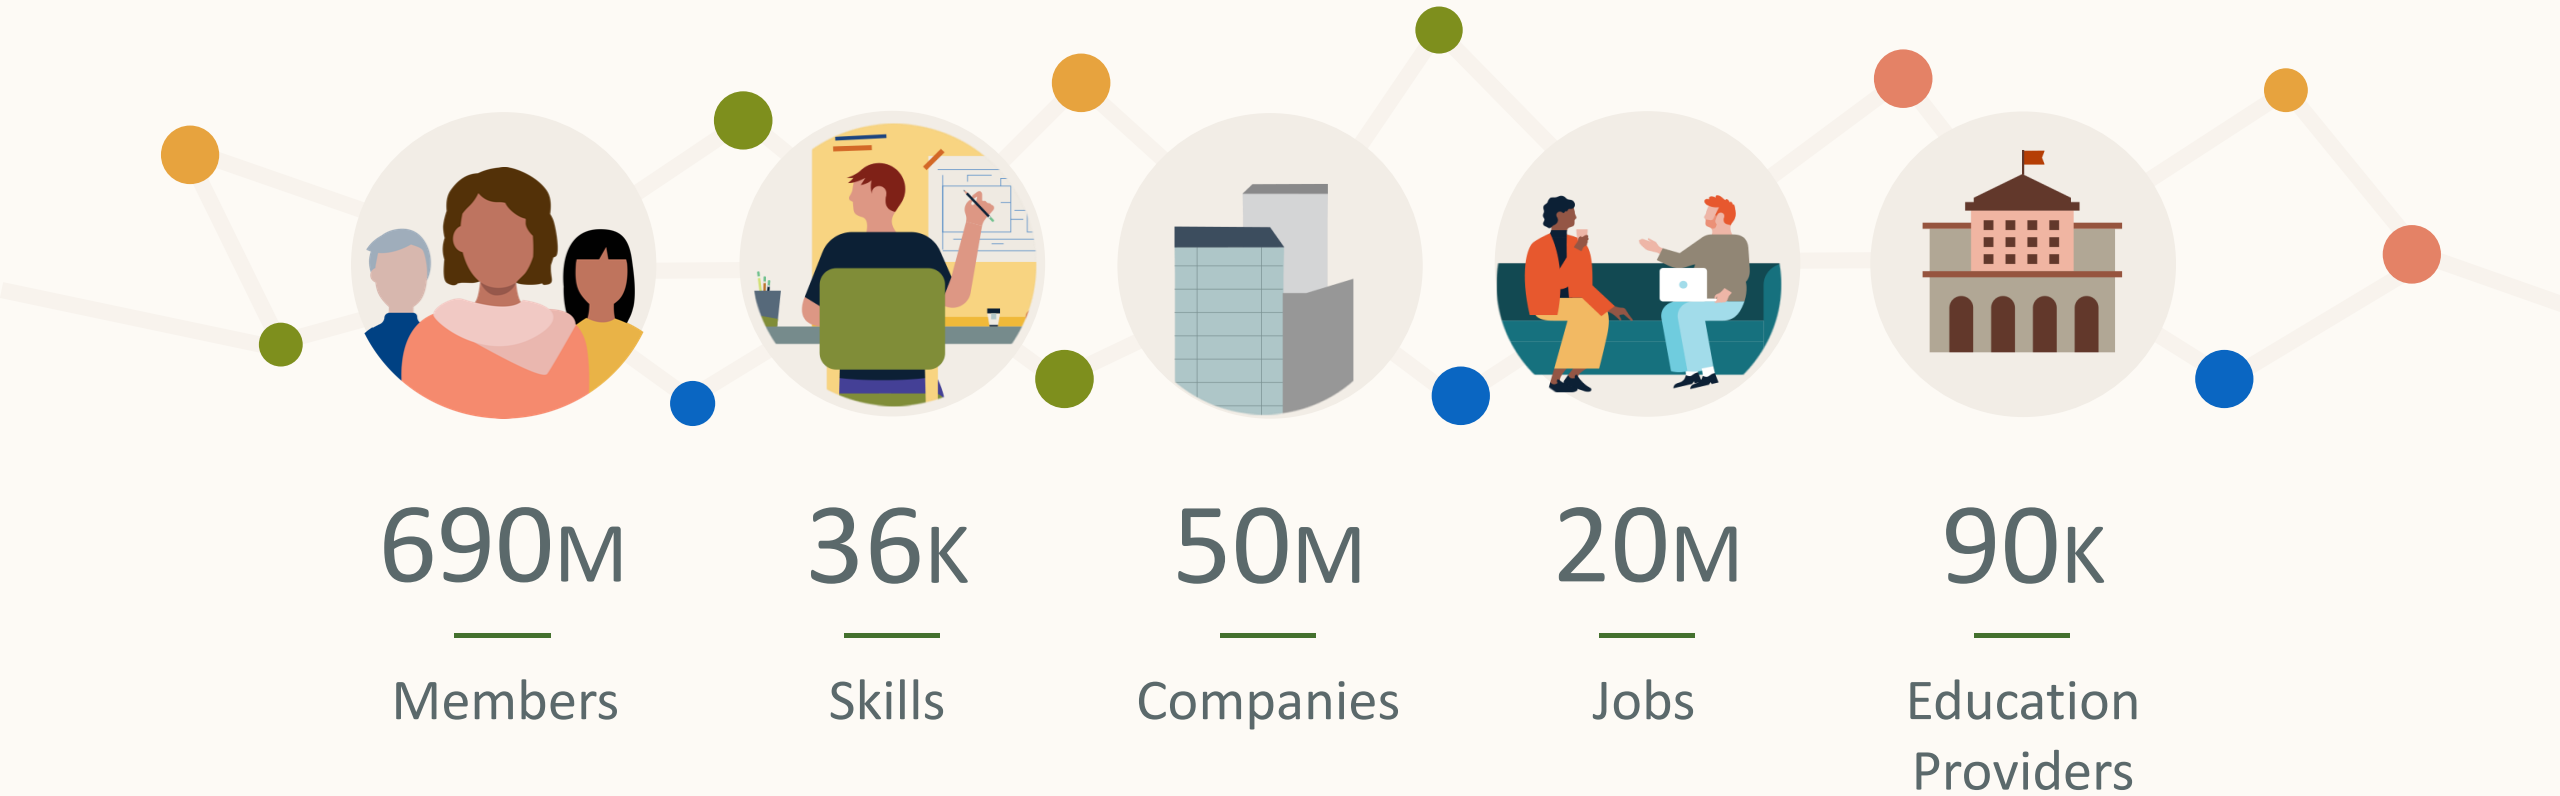 690M
36K
50M
20M
90K
Members
Skills
Companies
Jobs
Education
Providers